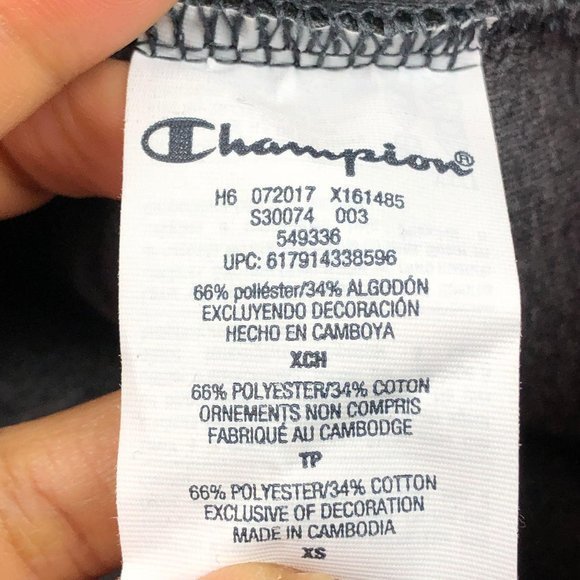 Champion®
H6 072017 X161485
S30074 003
549336
UPC: 617914338596
66% poliéster/34% ALGODÓN
EXCLUYENDO DECORACIÓN
HECHO EN CAMBOYA
XCH
66% POLYESTER/34% COTON
ORNEMENTS NON COMPRIS
FABRIQUÉ AU CAMBODGE
TP
66% POLYESTER/34% COTTON
EXCLUSIVE OF DECORATION
MADE IN CAMBODIA
XS